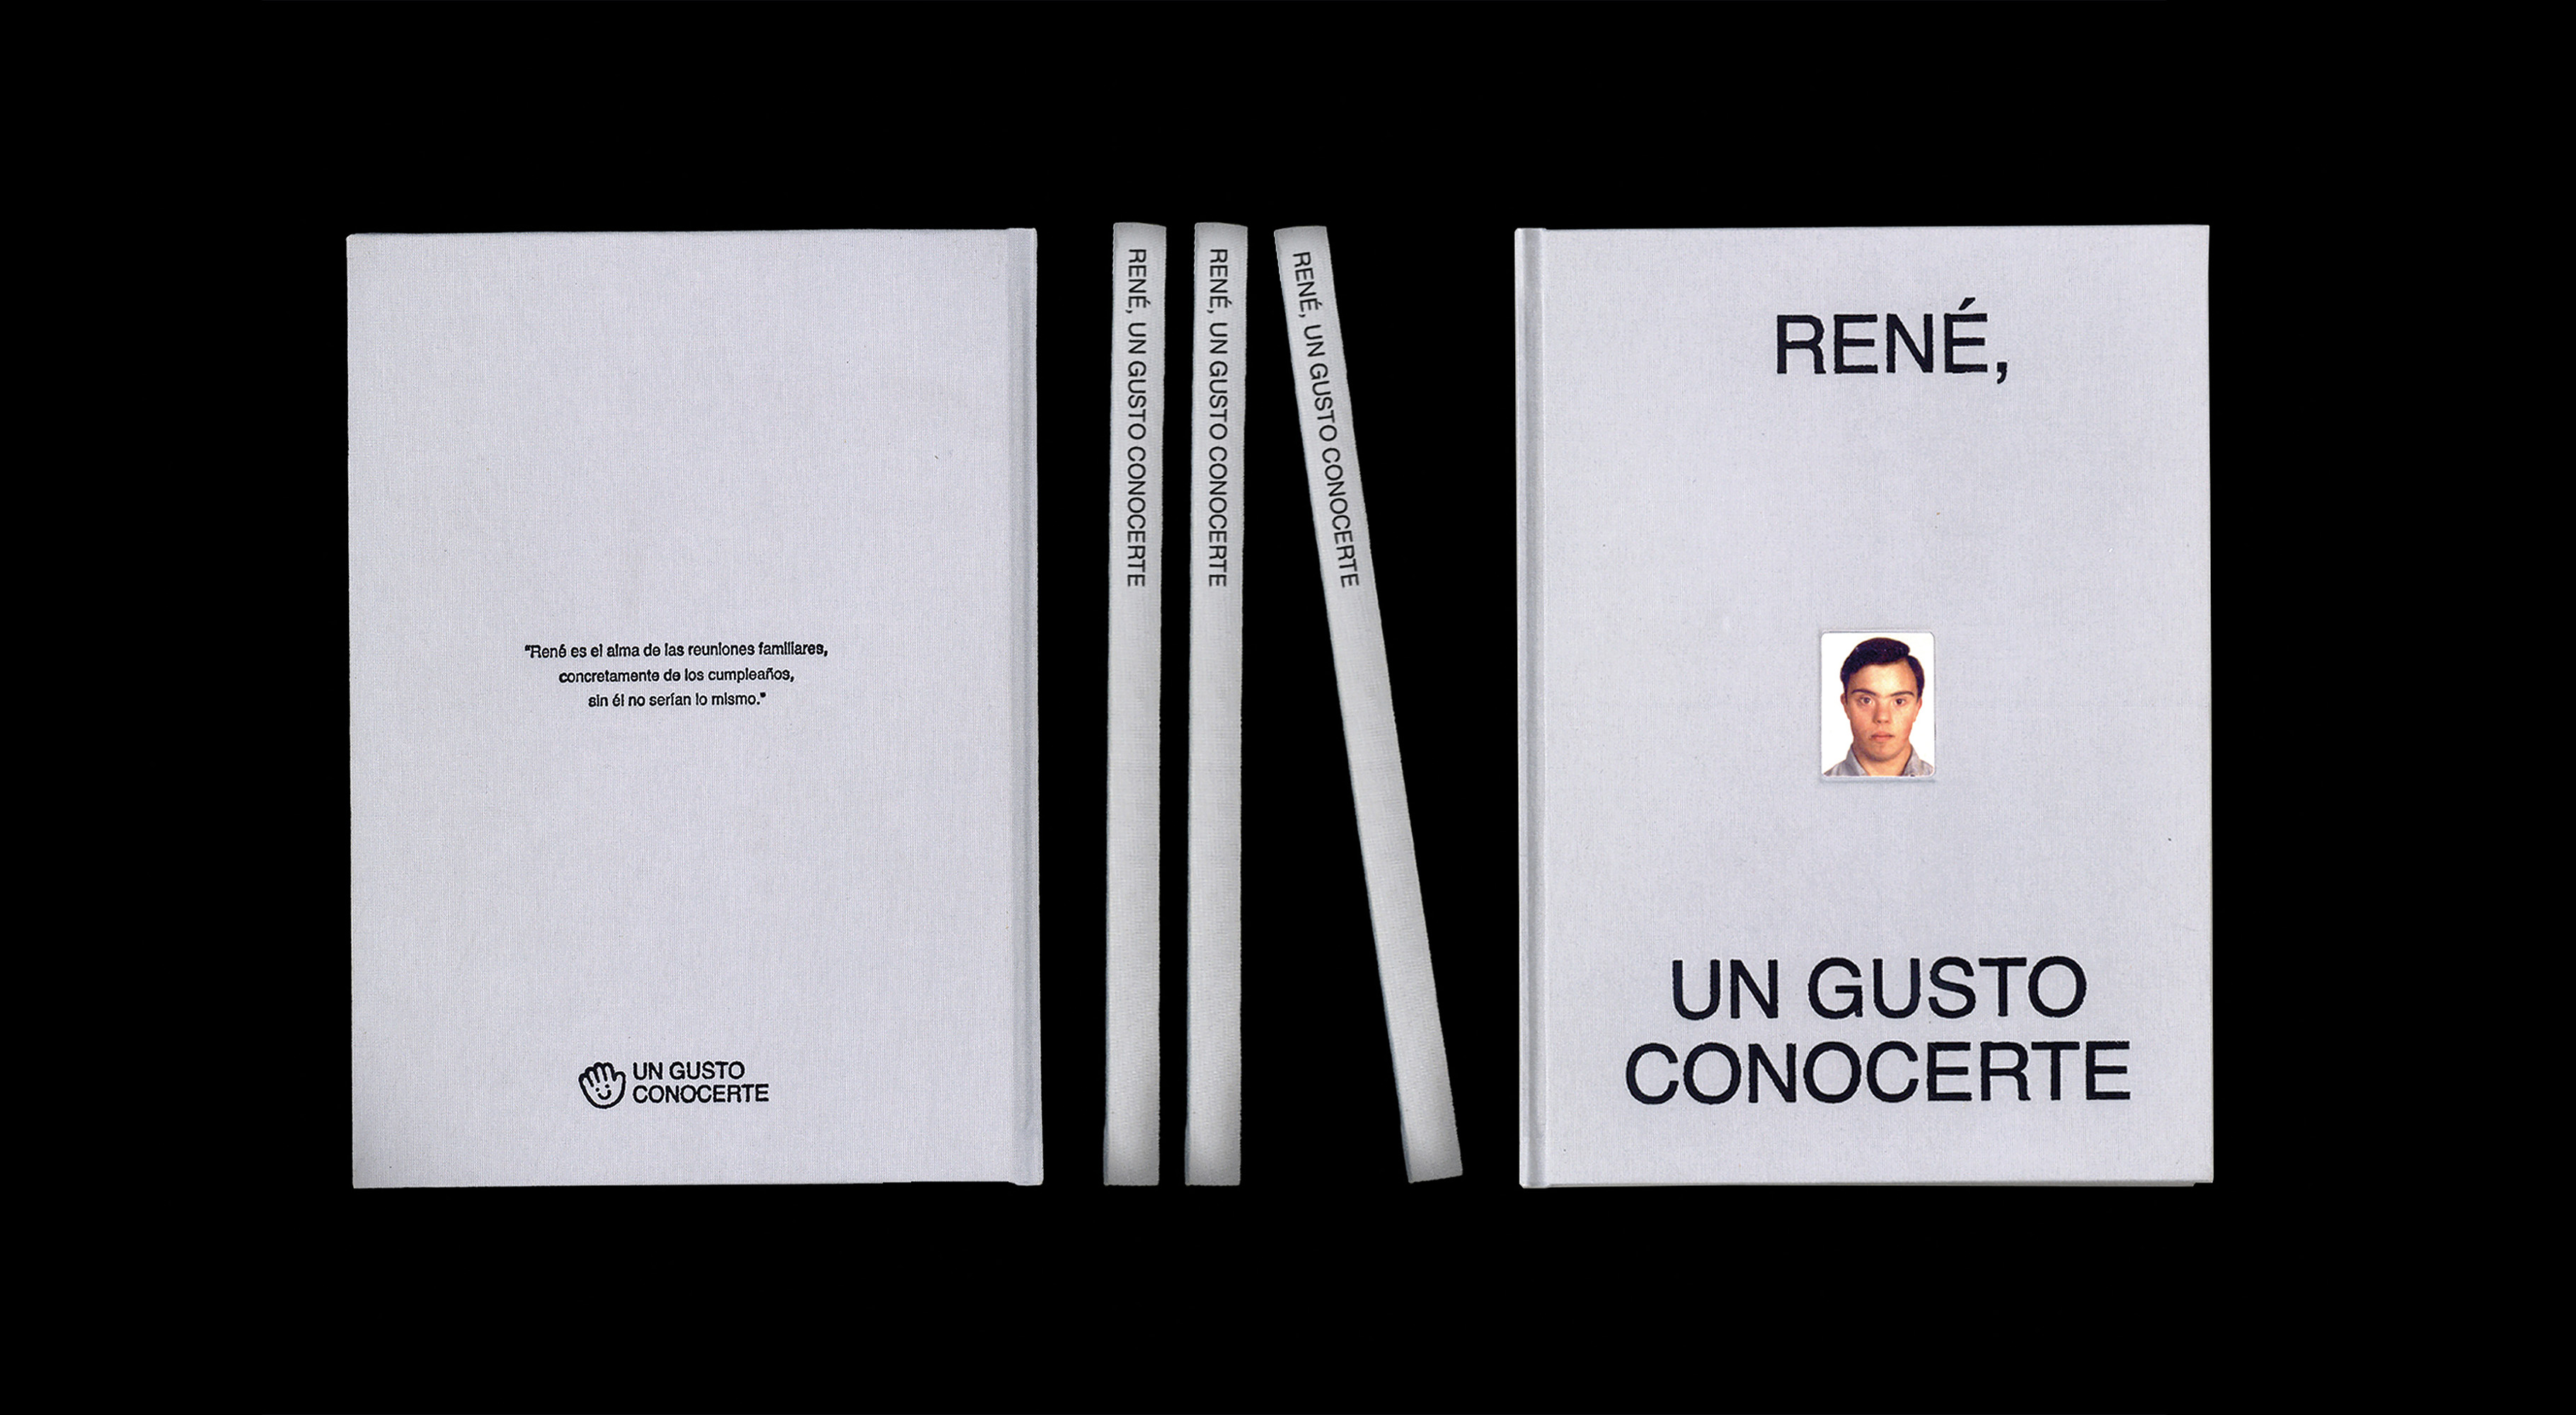 "René es el alma de las reuniones familiares,
concretamente de los cumpleaños,
sin él no serían lo mismo."
UN GUSTO
CONOCERTE
RENÉ, UN GUSTO CONOCERTE
RENÉ, UN GUSTO CONOCERTE
RENÉ, UN GUSTO CONOCERTE
RENÉ,
UN GUSTO
CONOCERTE